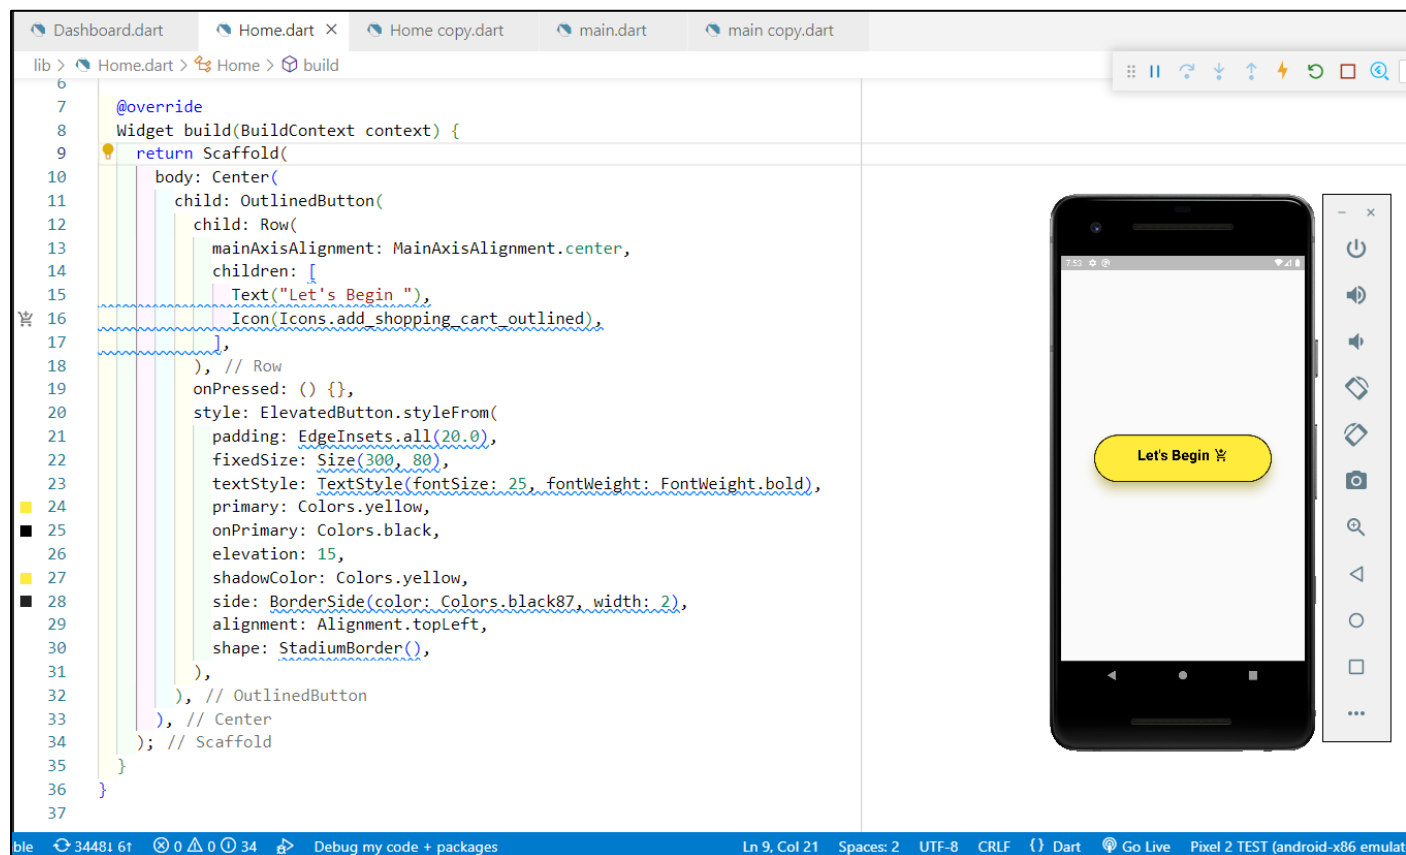 Dashboard.dart Home.dart × Home copy.dart main.dart main copy.dart
lib > Home.dart > Home > build
6
7 @override
8 Widget build(BuildContext context) {
9 return Scaffold(
10 body: Center(
11 child: OutlinedButton(
12 child: Row(
13 mainAxisAlignment: MainAxisAlignment.center,
14 children: [
15 Text("Let's Begin "),
16 Icon(Icons.add_shopping_cart_outlined),
17 ],
18 ), // Row
19 onPressed: () {},
20 style: ElevatedButton.styleFrom(
21 padding: EdgeInsets.all(20.0),
22 fixedSize: Size(300, 80),
23 textStyle: TextStyle(fontSize: 25, fontWeight: FontWeight.bold),
24 primary: Colors.yellow,
25 onPrimary: Colors.black,
26 elevation: 15,
27 shadowColor: Colors.yellow,
28 side: BorderSide(color: Colors.black87, width: 2),
29 alignment: Alignment.topLeft,
30 shape: StadiumBorder(),
31 ),
32 ), // OutlinedButton
33 ), // Center
34 ); // Scaffold
35 }
36 }
37
7:53
Let's Begin
ble 3448↓ 6↑ 0 0 34 Debug my code + packages Ln 9, Col 21 Spaces: 2 UTF-8 CRLF {} Dart Go Live Pixel 2 TEST (android-x86 emulat